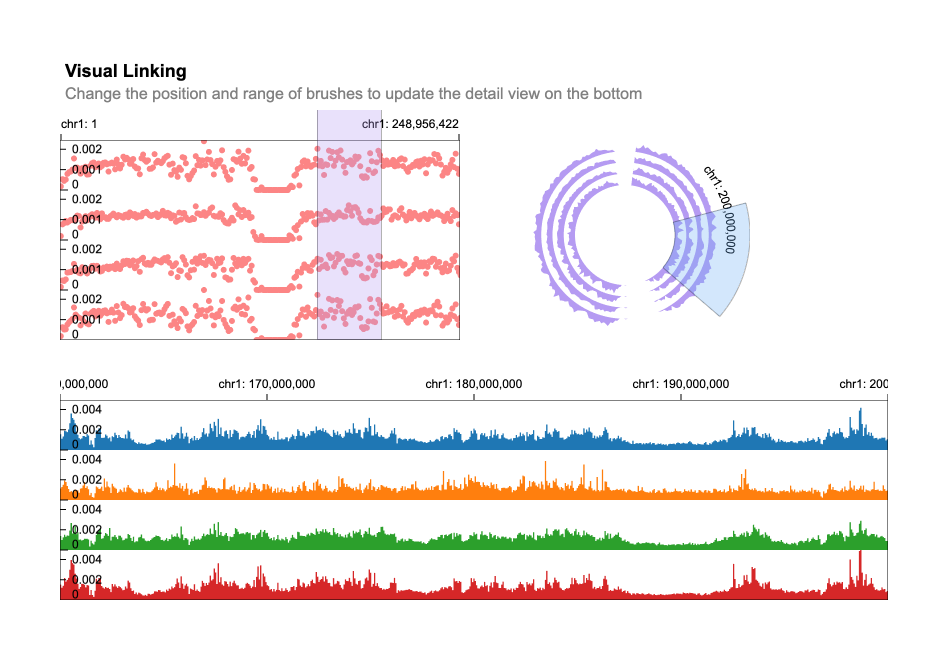 Visual Linking
Change the position and range of brushes to update the detail view on the bottom
chr1: 1
chr1: 248,956,422
0.002
0.001
0
0.002
0.001
0
0.002
0.001
0
0.002
0.001
0
chr1: 200,000,000
),000,000
chr1: 170,000,000
chr1: 180,000,000
chr1: 190,000,000
chr1: 200
0.004
0.002
0
0.004
0.002
0
0.004
0.002
0
0.004
0.002
0